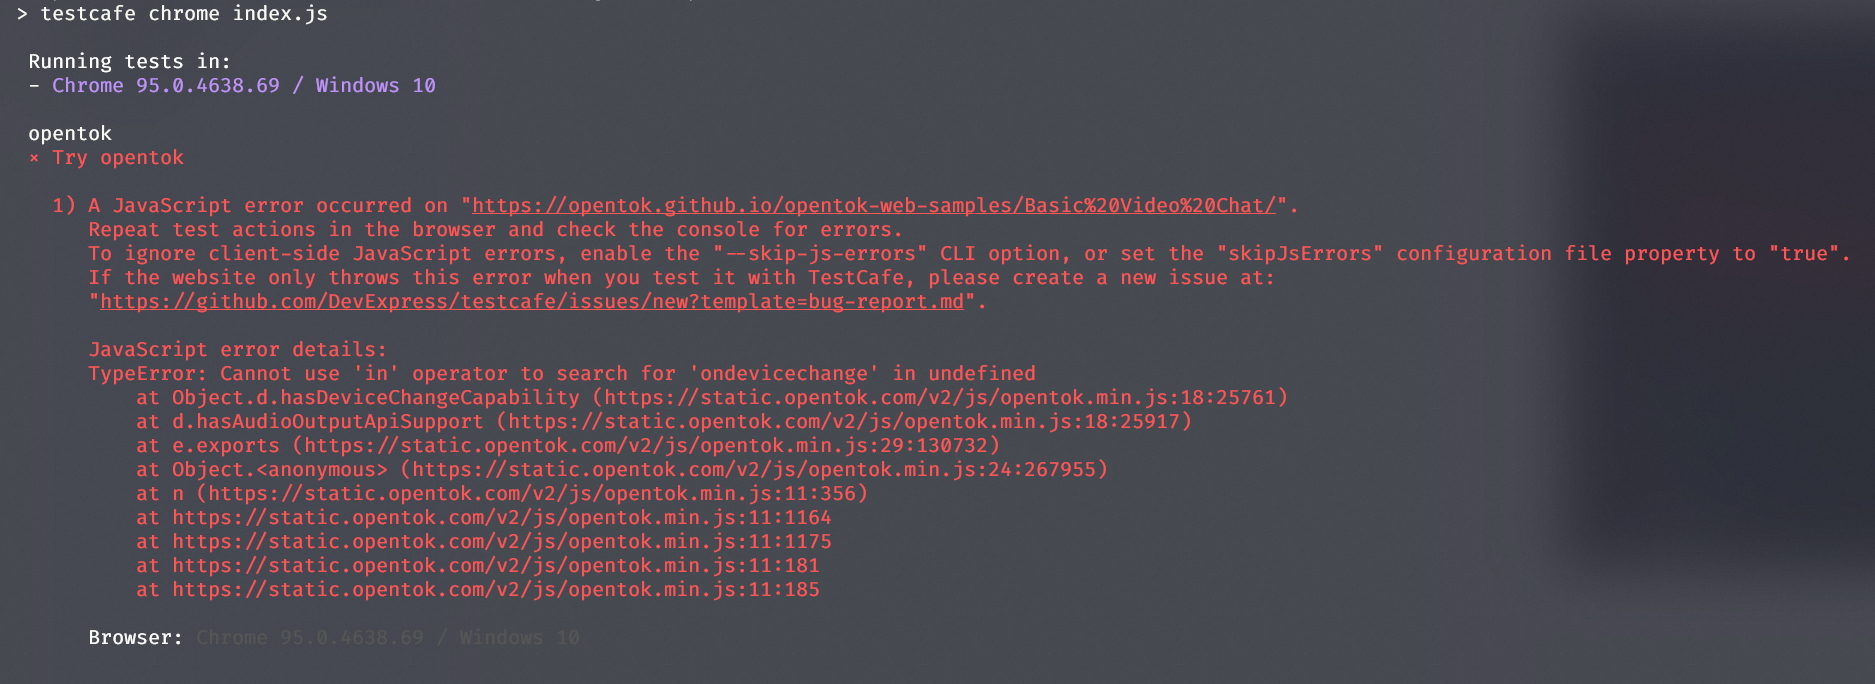 > testcafe chrome index.js
Running tests in:
- Chrome 95.0.4638.69 / Windows 10
opentok
× Try opentok
1) A JavaScript error occurred on "https://opentok.github.io/opentok-web-samples/Basic%20Video%20Chat/".
Repeat test actions in the browser and check the console for errors.
To ignore client-side JavaScript errors, enable the "--skip-js-errors" CLI option, or set the "skipJsErrors" configuration file property to "true".
If the website only throws this error when you test it with TestCafe, please create a new issue at:
"https://github.com/DevExpress/testcafe/issues/new?template=bug-report.md".
JavaScript error details:
TypeError: Cannot use 'in' operator to search for 'ondevicechange' in undefined
at Object.d.hasDeviceChangeCapability (https://static.opentok.com/v2/js/opentok.min.js:18:25761)
at d.hasAudioOutputApiSupport (https://static.opentok.com/v2/js/opentok.min.js:18:25917)
at e.exports (https://static.opentok.com/v2/js/opentok.min.js:29:130732)
at Object.<anonymous> (https://static.opentok.com/v2/js/opentok.min.js:24:267955)
at n (https://static.opentok.com/v2/js/opentok.min.js:11:356)
at https://static.opentok.com/v2/js/opentok.min.js:11:1164
at https://static.opentok.com/v2/js/opentok.min.js:11:1175
at https://static.opentok.com/v2/js/opentok.min.js:11:181
at https://static.opentok.com/v2/js/opentok.min.js:11:185
Browser: Chrome 95.0.4638.69 / Windows 10